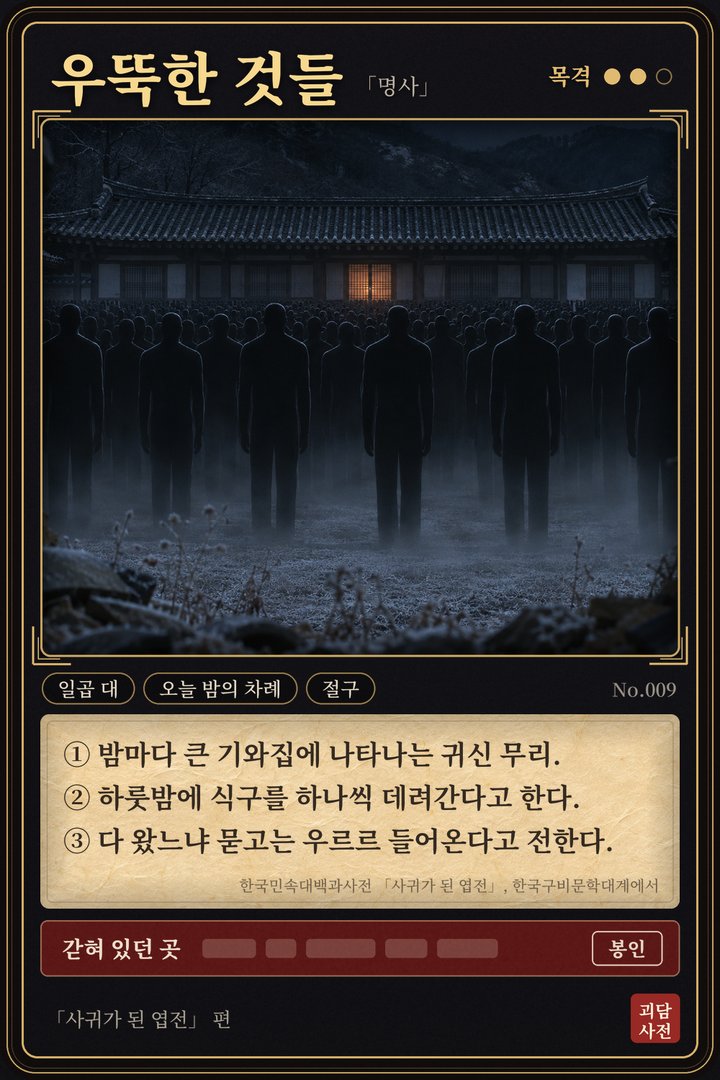 우뚝한 것들 「명사」 목격
일곱 대 오늘 밤의 차례 절구 No.009
① 밤마다 큰 기와집에 나타나는 귀신 무리.
② 하룻밤에 식구를 하나씩 데려간다고 한다.
③ 다 왔느냐 묻고는 우르르 들어온다고 전한다.
한국민속대백과사전 「사귀가 된 엽전」, 한국구비문학대계에서
갇혀 있던 곳 봉인
「사귀가 된 엽전」 편
괴담
사전